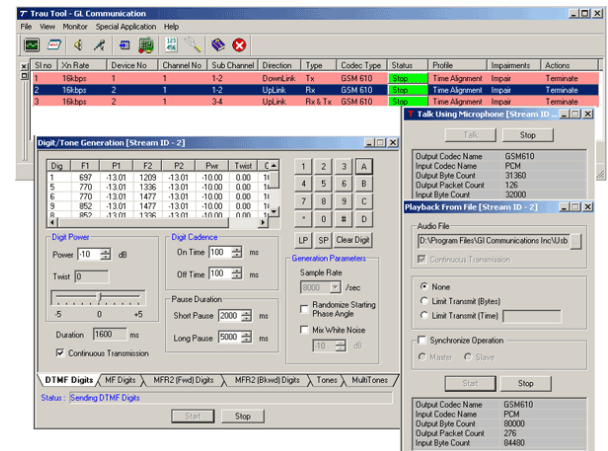 Trau Tool - GL Communication
File View Monitor Special Application Help
Sl no Xn Rate Device No Channel No Sub Channel Direction Type Codec Type Status Profile Impairments Actions
1 16kbps 1 1 1-2 DownLink Tx GSM 610 Stop Time Alignment Impair Terminate
2 16kbps 2 1 1-2 UpLink Rx GSM 610 Stop Time Alignment Impair Terminate
3 16kbps 2 1 3-4 UpLink Rx & Tx GSM 610 Stop Time Alignment Impair Terminate
Digit/Tone Generation [Stream ID - 2]
Dig F1 P1 F2 P2 Pwr Twist
1 697 -13.01 1209 -13.01 -10.00 0.00
5 770 -13.01 1336 -13.01 -10.00 0.00
6 770 -13.01 1477 -13.01 -10.00 0.00
9 852 -13.01 1477 -13.01 -10.00 0.00
8 852 -13.01 1336 -13.01 -10.00 0.00
1 2 3 A
4 5 6 B
7 8 9 C
* 0 # D
LP SP Clear Digit
Digit Power
Power -10 dB
Twist 0
-5 0 +5
Duration 1600 ms
Continuous Transmission
Digit Cadence
On Time 100 ms
Off Time 100 ms
Pause Duration
Short Pause 2000 ms
Long Pause 5000 ms
Generation Parameters
Sample Rate
8000 /sec
Randomize Starting
Phase Angle
Mix White Noise
-10 dB
DTMF Digits MF Digits MFR2 (Fwd) Digits MFR2 (Bkwd) Digits Tones MultiTones
Status : Sending DTMF Digits
Start Stop
Talk Using Microphone [Stream ID ...
Talk Stop
Output Codec Name GSM610
Input Codec Name PCM
Output Byte Count 31360
Output Packet Count 126
Input Byte Count 32000
Playback From File [Stream ID - 2]
Audio File
D:\Program Files\Gl Communications Inc\Usb ...
Continuous Transmission
None
Limit Transmit (Bytes)
Limit Transmit (Time)
Synchronize Operation
Master Slave
Start Stop
Output Codec Name GSM610
Input Codec Name PCM
Output Byte Count 80000
Output Packet Count 276
Input Byte Count 84480